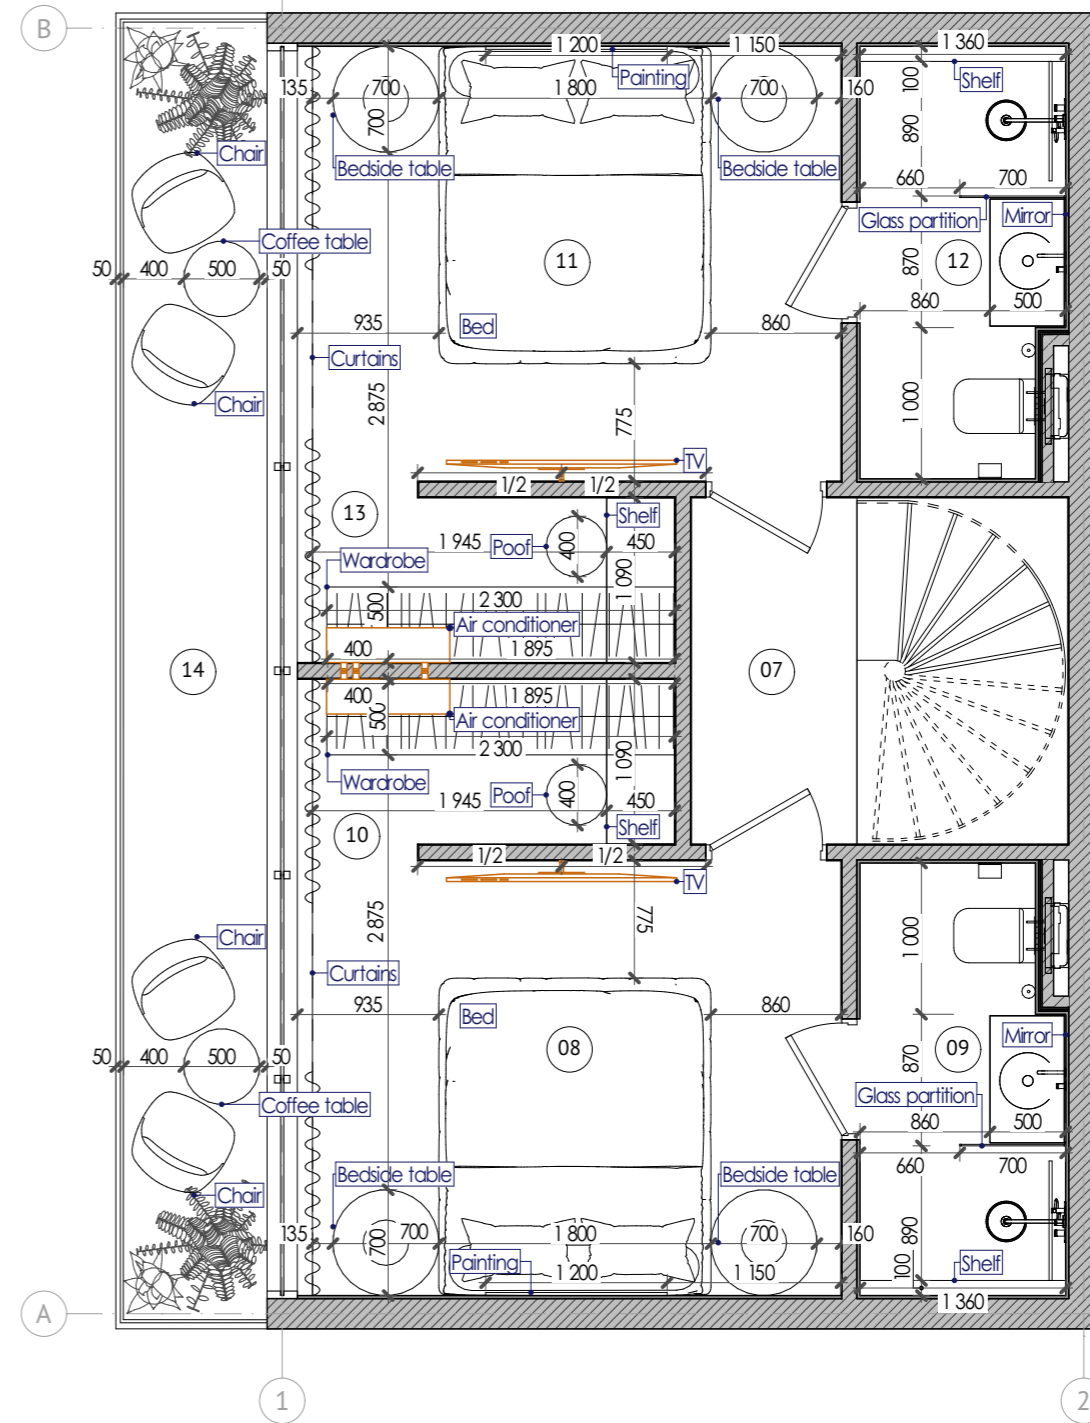 B
1 200
1 150
1 360
Painting
Shelf
100
135
700
1 800
700
160
700
890
Chair
Bedside table
Bedside table
660
700
Glass partition
Mirror
Coffee table
50
400
500
50
11
870
12
860
500
935
Bed
860
Curtains
Chair
2 875
775
1 000
TV
1/2
1/2
13
Shelf
1 945
Poof
400
450
Wardrobe
1 090
500
2 300
Air conditioner
400
1 895
14
07
400
1 895
500
Air conditioner
2 300
Wardrobe
1 090
1 945
Poof
400
450
10
Shelf
1/2
1/2
TV
2 875
775
1 000
Chair
Curtains
935
Bed
860
08
09
Mirror
50
400
500
50
870
Glass partition
Coffee table
860
500
660
700
Bedside table
Bedside table
Chair
135
700
700
1 800
700
160
890
Painting
Shelf
1 200
1 150
100
1 360
A
1
2